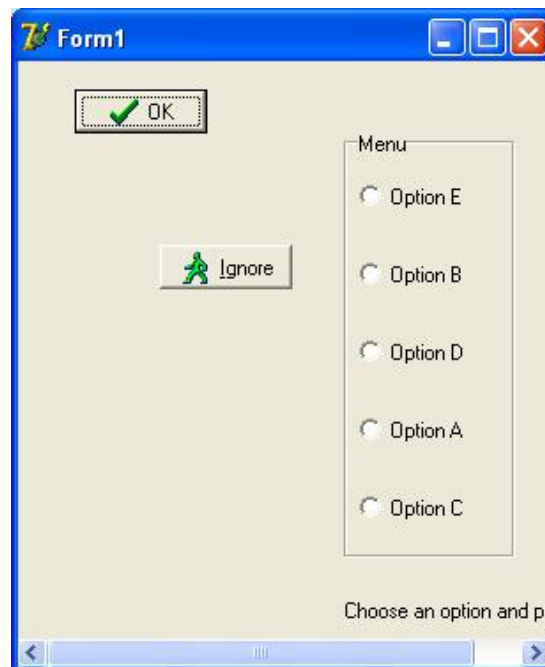 Form1
OK
Menu
Option E
Ignore
Option B
Option D
Option A
Option C
Choose an option and p